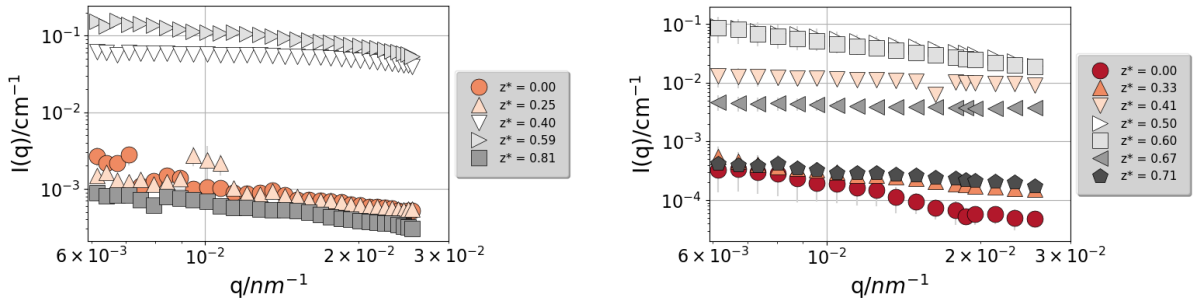 I(q)/cm⁻¹
10⁻¹
10⁻²
10⁻³
6 × 10⁻³
10⁻²
2 × 10⁻²
3 × 10⁻²
q/nm⁻¹
z* = 0.00
z* = 0.25
z* = 0.40
z* = 0.59
z* = 0.81
I(q)/cm⁻¹
10⁻¹
10⁻²
10⁻³
10⁻⁴
6 × 10⁻³
10⁻²
2 × 10⁻²
3 × 10⁻²
q/nm⁻¹
z* = 0.00
z* = 0.33
z* = 0.41
z* = 0.50
z* = 0.60
z* = 0.67
z* = 0.71